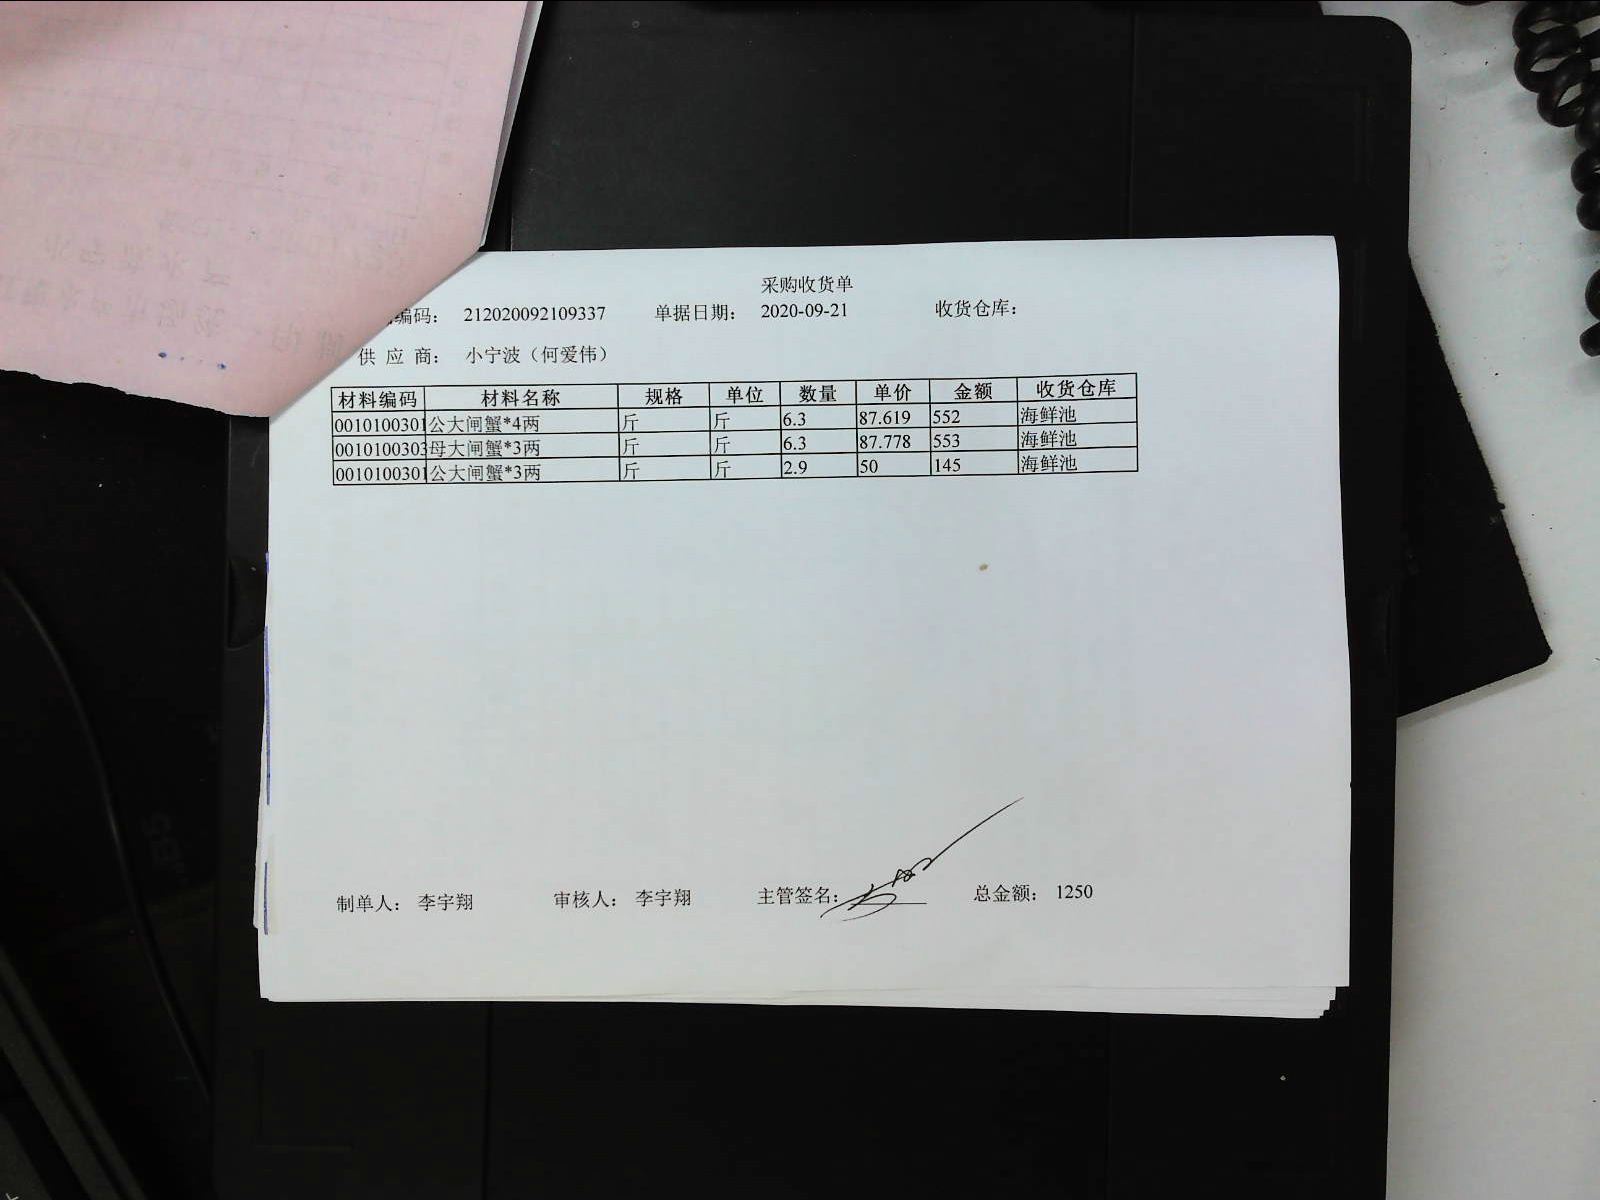 采购收货单
编码： 212020092109337 单据日期： 2020-09-21 收货仓库：
供 应 商： 小宁波（何爱伟）
材料编码 材料名称 规格 单位 数量 单价 金额 收货仓库
0010100301 公大闸蟹*4两 斤 斤 6.3 87.619 552 海鲜池
0010100303 母大闸蟹*3两 斤 斤 6.3 87.778 553 海鲜池
0010100301 公大闸蟹*3两 斤 斤 2.9 50 145 海鲜池
制单人： 李宇翔 审核人： 李宇翔 主管签名： 总金额： 1250